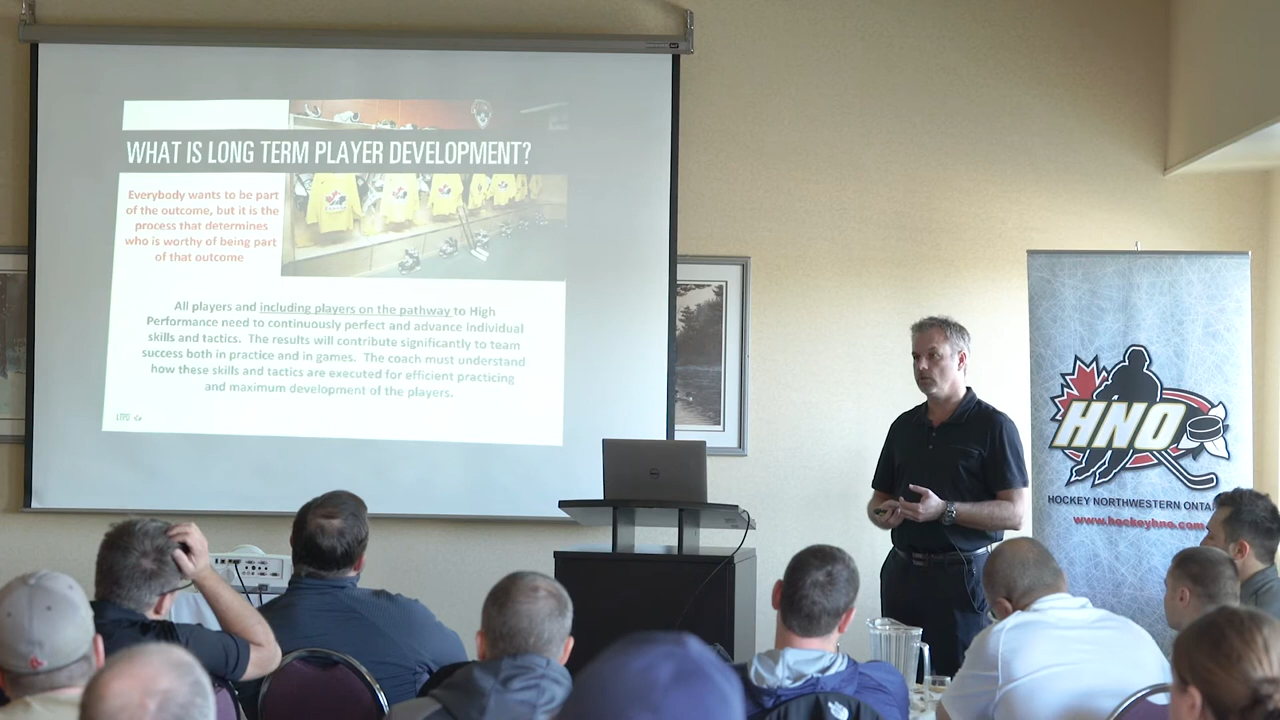 WHAT IS LONG TERM PLAYER DEVELOPMENT?
Everybody wants to be part
of the outcome, but it is the
process that determines
who is worthy of being part
of that outcome
All players and including players on the pathway to High
Performance need to continuously perfect and advance individual
skills and tactics. The results will contribute significantly to team
success both in practice and in games. The coach must understand
how these skills and tactics are executed for efficient practicing
and maximum development of the players.
LTPD
DELL
HNO
HOCKEY NORTHWESTERN ONTA
www.hockeyhno.com